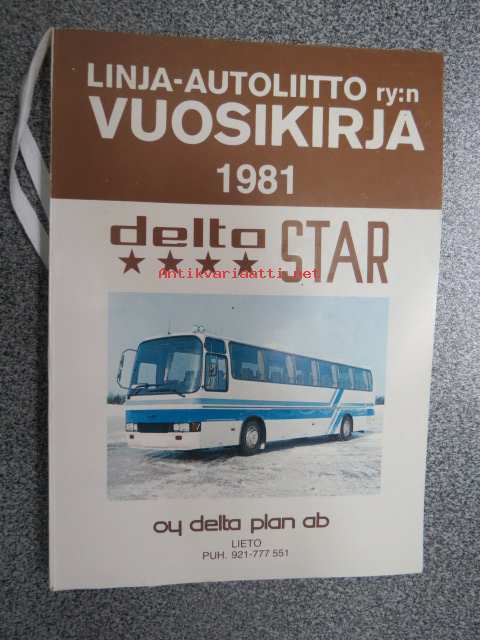 LINJA-AUTOLIITTO ry:n
VUOSIKIRJA
1981
delta STAR
Antikvariaatti.net
oy delta plan ab
LIETO
PUH. 921-777 551